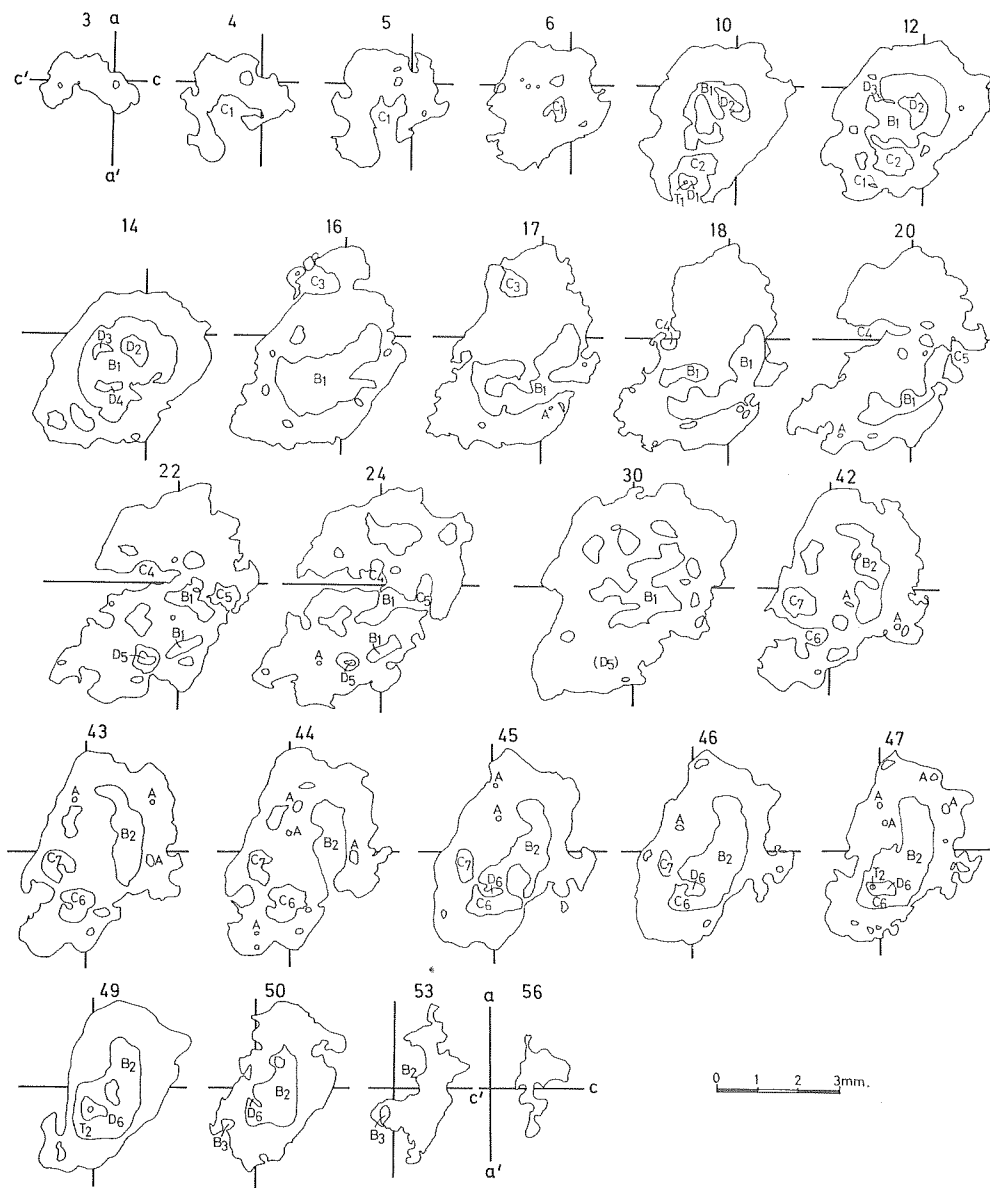 3 a 4 5 6 10 12
c' c
C1 C1 C1 B1 D2 D3 D2 B1
a' C2 C2
T1 D1 C1
14 16 17 18 20
C3 C3
D3 D2 C4 C4 C5
B1 B1 B1 B1 B1 B1
D4 A A
22 24 30 42
B2
C4 C4
B1 C5 B1 C5 B1 C7 A
B1 B1 C6 A
D5 A D5 (D5)
43 44 45 46 47
A A A A A A A
A A A
C7 B2 A C7 B2 A C7 B2 C7 B2 B2
D6 D6 T2 D6
C6 C6 C6 C6 C6
A
49 50 53 a 56
B2 B2 B2 c' c
0 1 2 3mm.
T2 D6 D6 B3 B3
a'